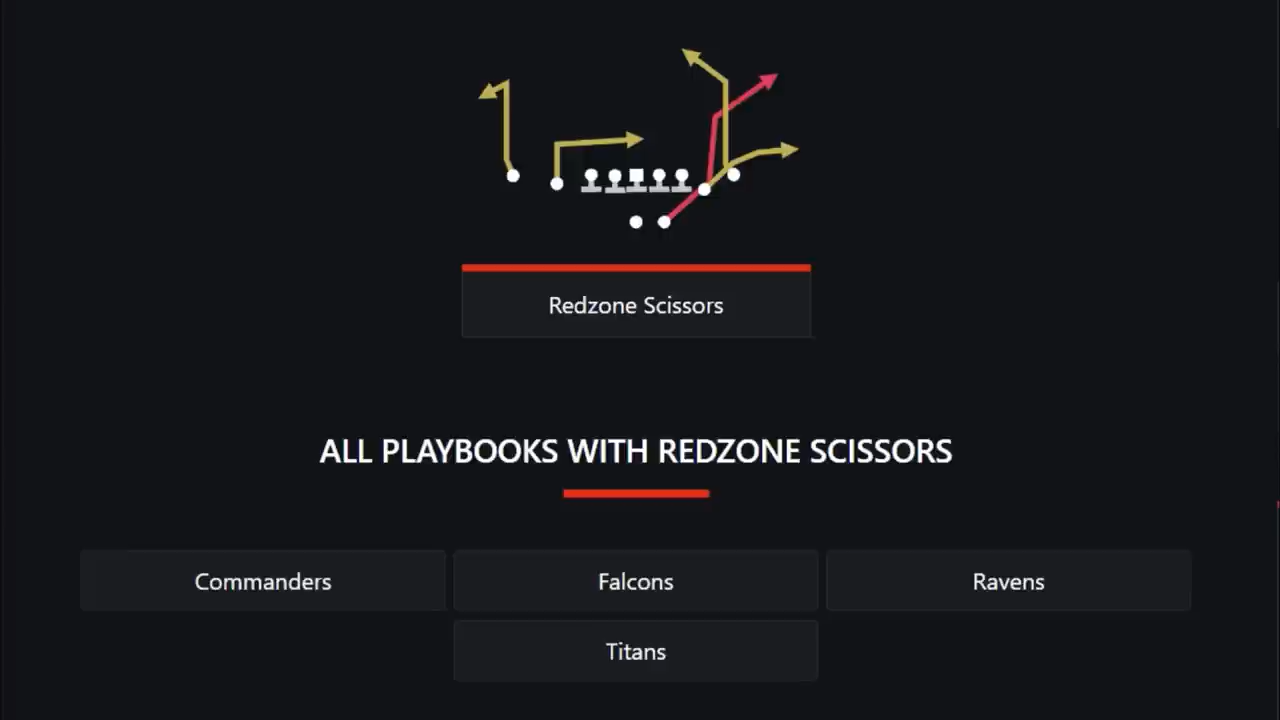 Redzone Scissors
ALL PLAYBOOKS WITH REDZONE SCISSORS
Commanders Falcons Ravens
Titans